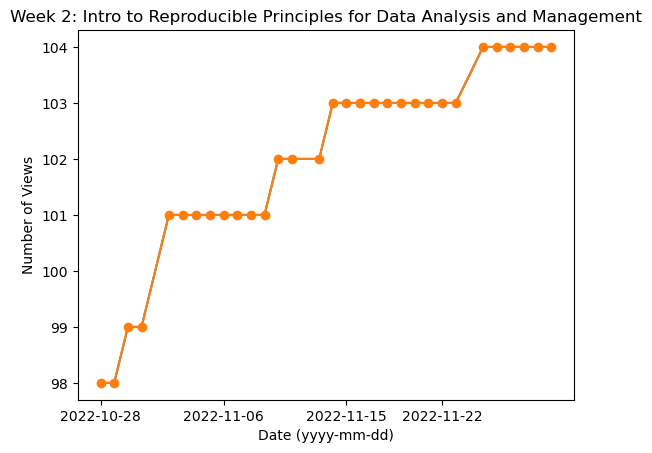 Week 2: Intro to Reproducible Principles for Data Analysis and Management
104
103
102
101
100
99
98
Number of Views
2022-10-28 2022-11-06 2022-11-15 2022-11-22
Date (yyyy-mm-dd)